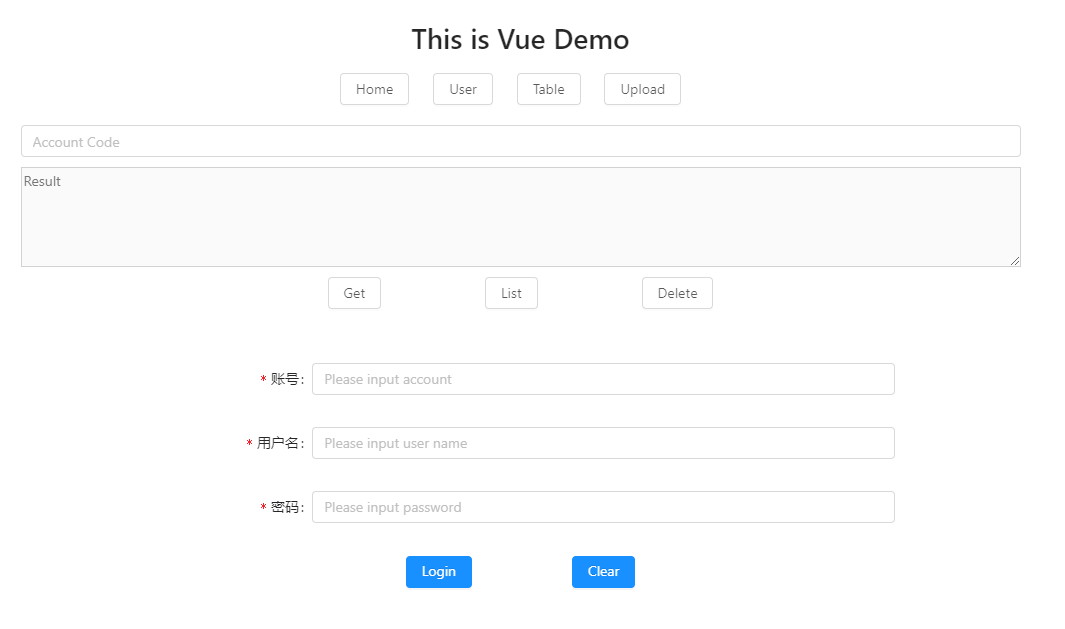 This is Vue Demo
Home User Table Upload
Account Code
Result
Get List Delete
* 账号: Please input account
* 用户名: Please input user name
* 密码: Please input password
Login Clear